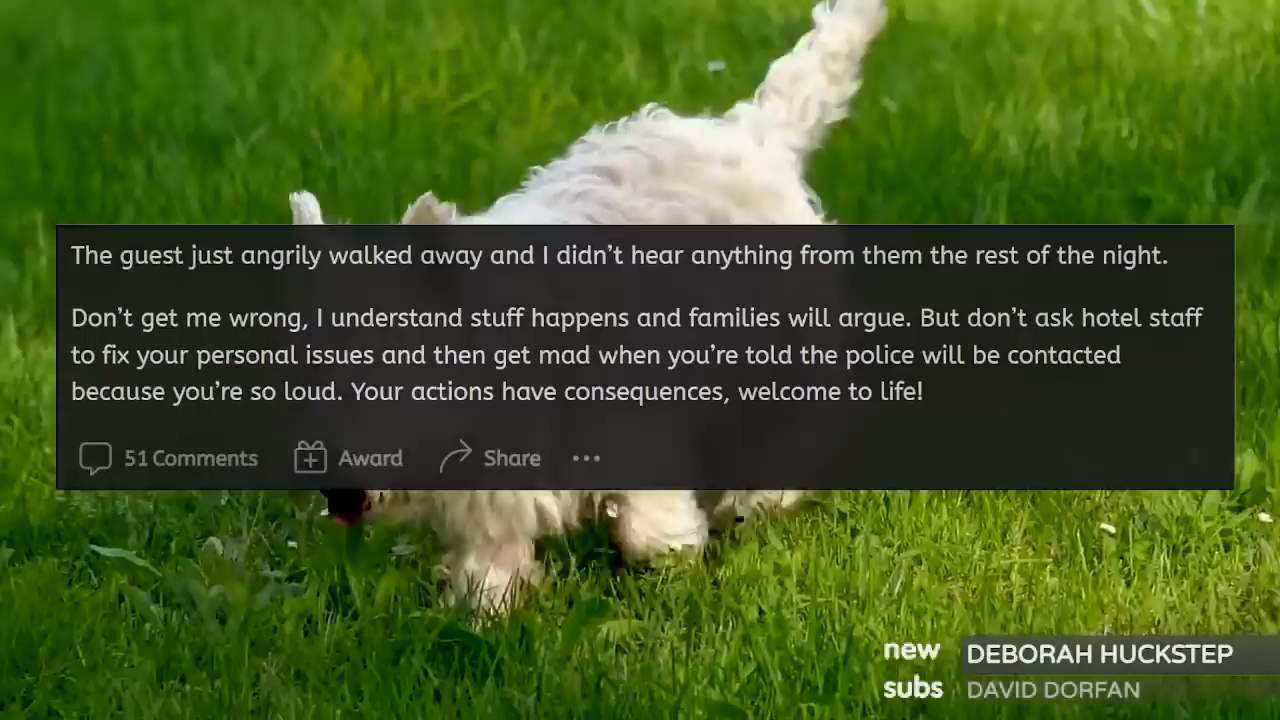 The guest just angrily walked away and I didn’t hear anything from them the rest of the night.
Don’t get me wrong, I understand stuff happens and families will argue. But don’t ask hotel staff
to fix your personal issues and then get mad when you’re told the police will be contacted
because you’re so loud. Your actions have consequences, welcome to life!
51 Comments Award Share •••
new DEBORAH HUCKSTEP
subs DAVID DORFAN